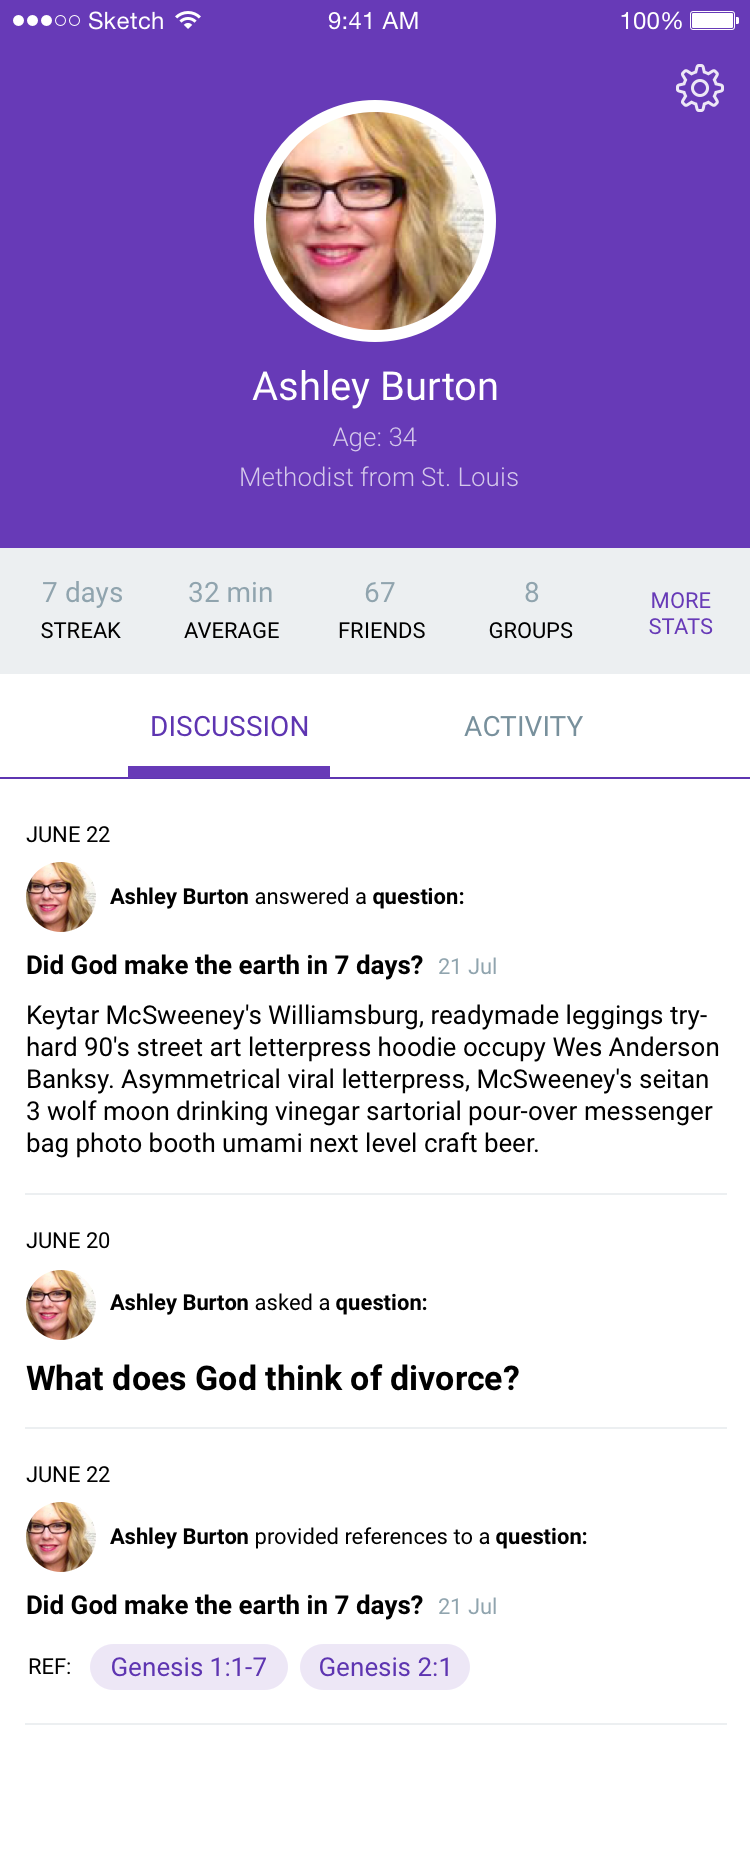 Sketch 9:41 AM 100%
Ashley Burton
Age: 34
Methodist from St. Louis
7 days 32 min 67 8
STREAK AVERAGE FRIENDS GROUPS
MORE
STATS
DISCUSSION ACTIVITY
JUNE 22
Ashley Burton answered a question:
Did God make the earth in 7 days? 21 Jul
Keytar McSweeney's Williamsburg, readymade leggings try-
hard 90's street art letterpress hoodie occupy Wes Anderson
Banksy. Asymmetrical viral letterpress, McSweeney's seitan
3 wolf moon drinking vinegar sartorial pour-over messenger
bag photo booth umami next level craft beer.
JUNE 20
Ashley Burton asked a question:
What does God think of divorce?
JUNE 22
Ashley Burton provided references to a question:
Did God make the earth in 7 days? 21 Jul
REF: Genesis 1:1-7 Genesis 2:1